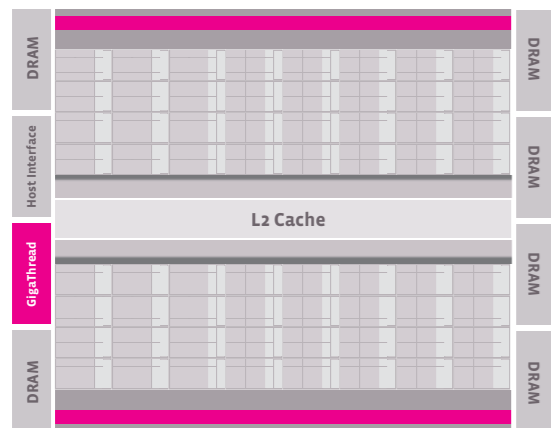 DRAM
Host Interface
GigaThread
DRAM
L2 Cache
DRAM
DRAM
DRAM
DRAM